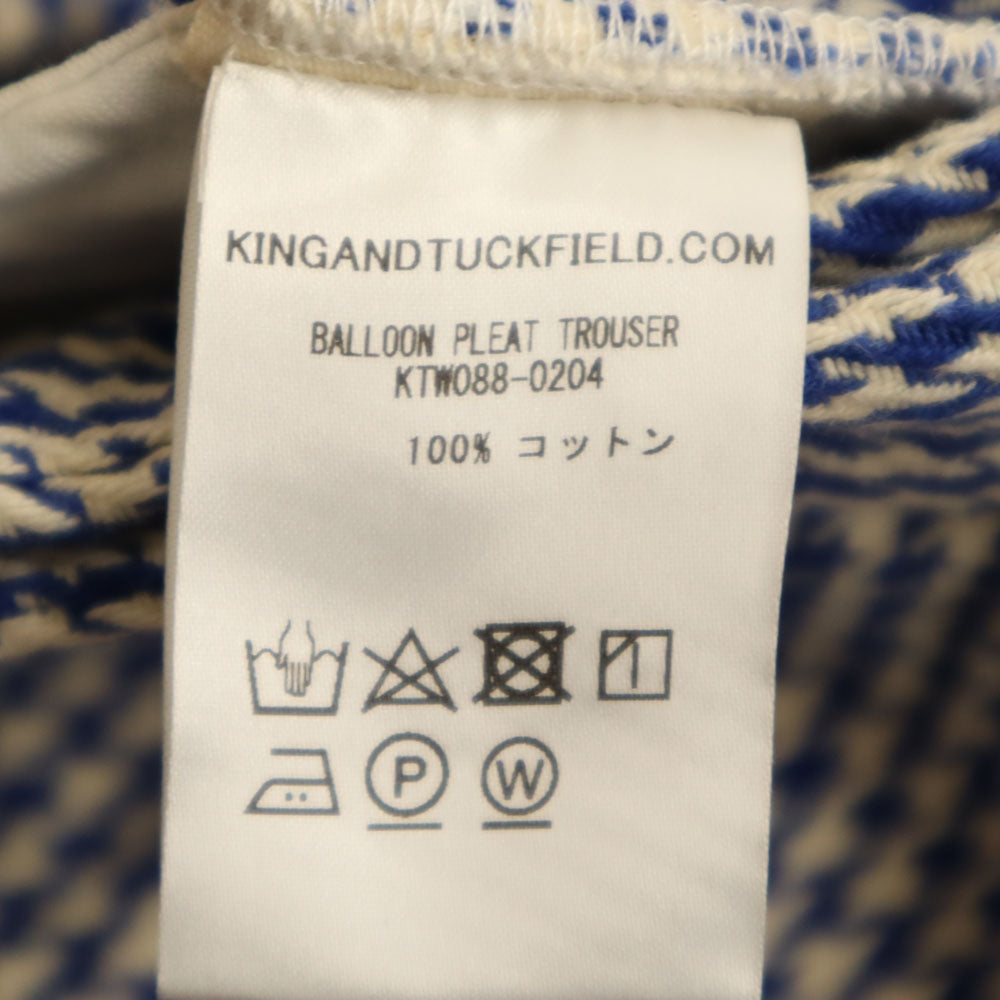 KINGANDTUCKFIELD.COM
BALLOON PLEAT TROUSER
KTW088-0204
100% コットン
P W